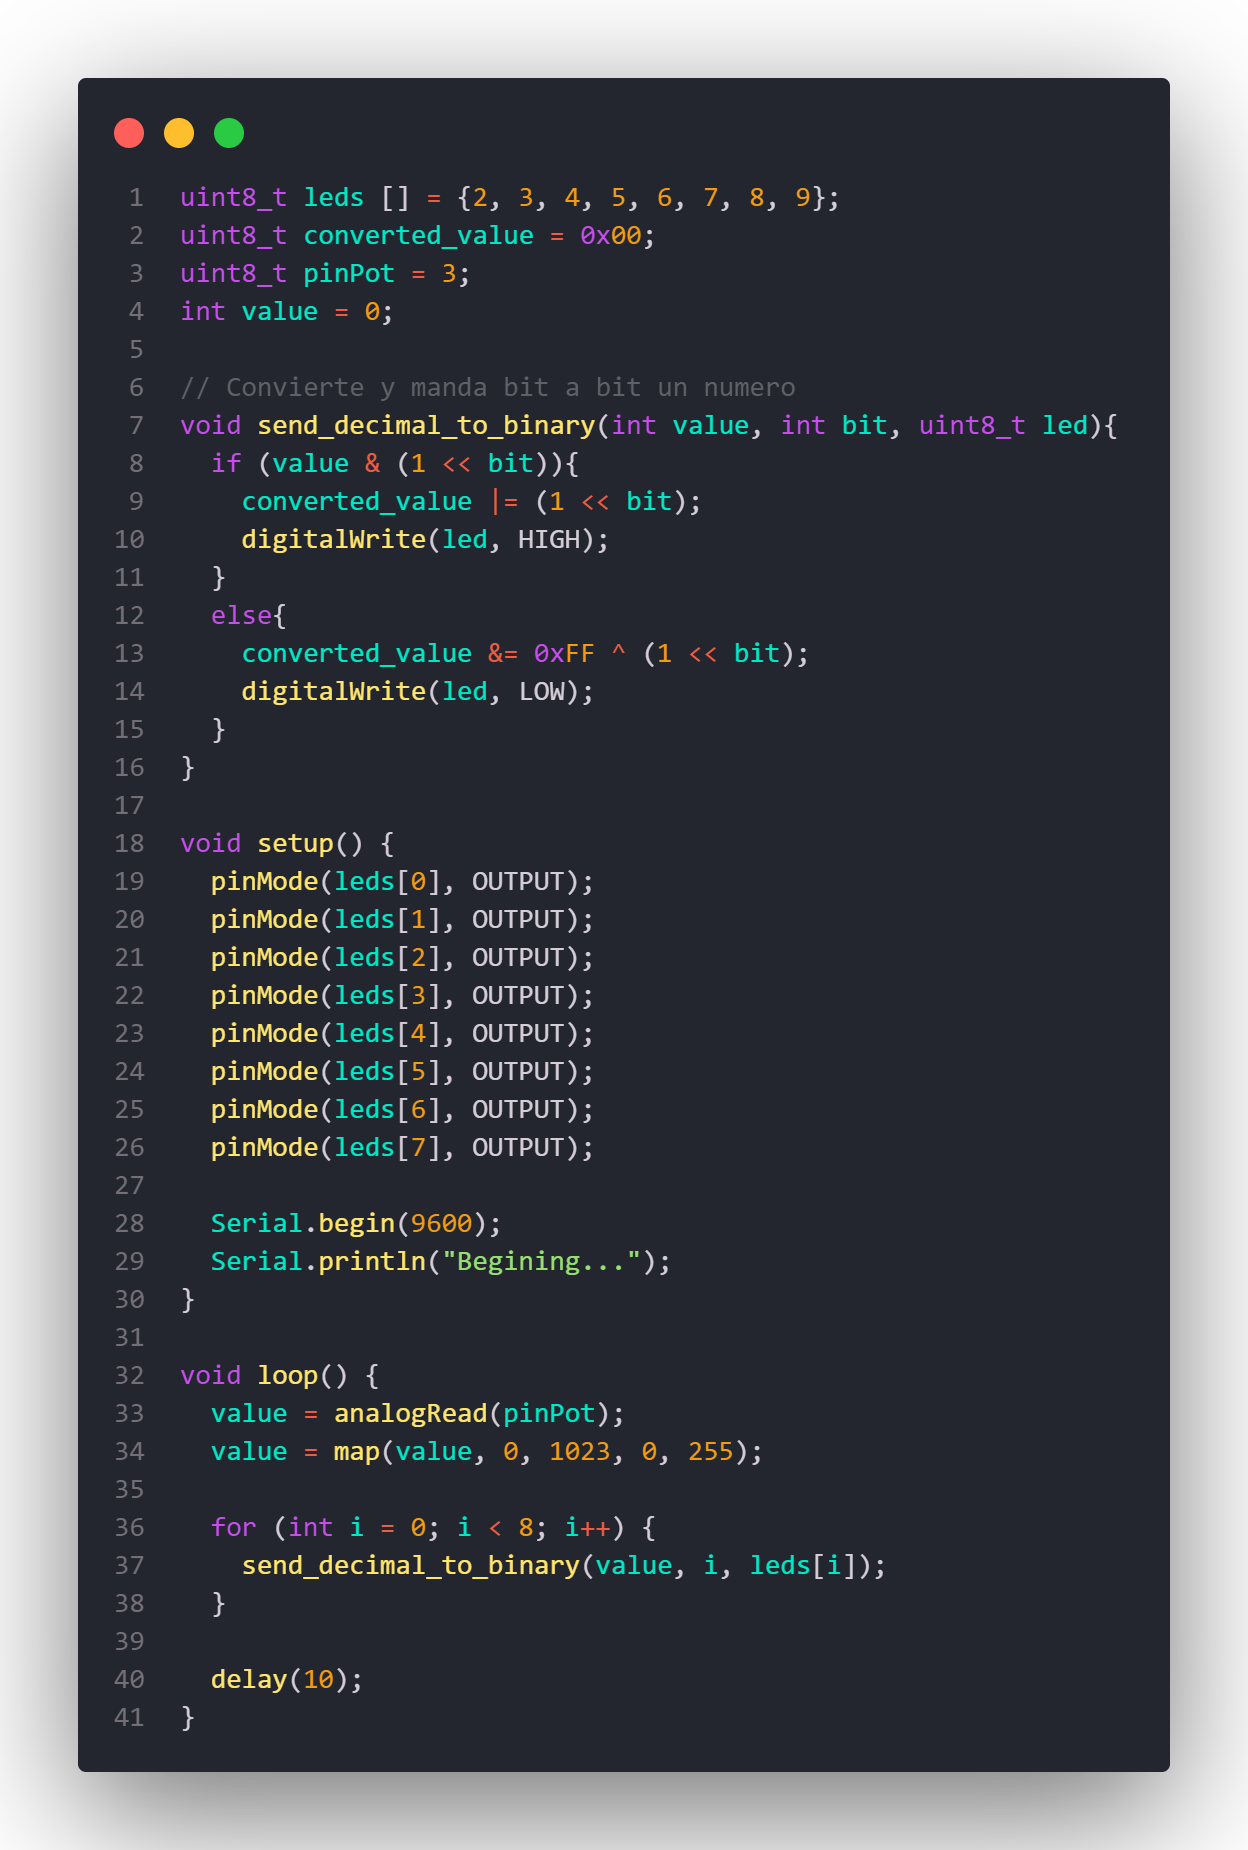 1 uint8_t leds [] = {2, 3, 4, 5, 6, 7, 8, 9};
2 uint8_t converted_value = 0x00;
3 uint8_t pinPot = 3;
4 int value = 0;
5
6 // Convierte y manda bit a bit un numero
7 void send_decimal_to_binary(int value, int bit, uint8_t led){
8   if (value & (1 << bit)){
9     converted_value |= (1 << bit);
10     digitalWrite(led, HIGH);
11   }
12   else{
13     converted_value &= 0xFF ^ (1 << bit);
14     digitalWrite(led, LOW);
15   }
16 }
17
18 void setup() {
19   pinMode(leds[0], OUTPUT);
20   pinMode(leds[1], OUTPUT);
21   pinMode(leds[2], OUTPUT);
22   pinMode(leds[3], OUTPUT);
23   pinMode(leds[4], OUTPUT);
24   pinMode(leds[5], OUTPUT);
25   pinMode(leds[6], OUTPUT);
26   pinMode(leds[7], OUTPUT);
27
28   Serial.begin(9600);
29   Serial.println("Begining...");
30 }
31
32 void loop() {
33   value = analogRead(pinPot);
34   value = map(value, 0, 1023, 0, 255);
35
36   for (int i = 0; i < 8; i++) {
37     send_decimal_to_binary(value, i, leds[i]);
38   }
39
40   delay(10);
41 }